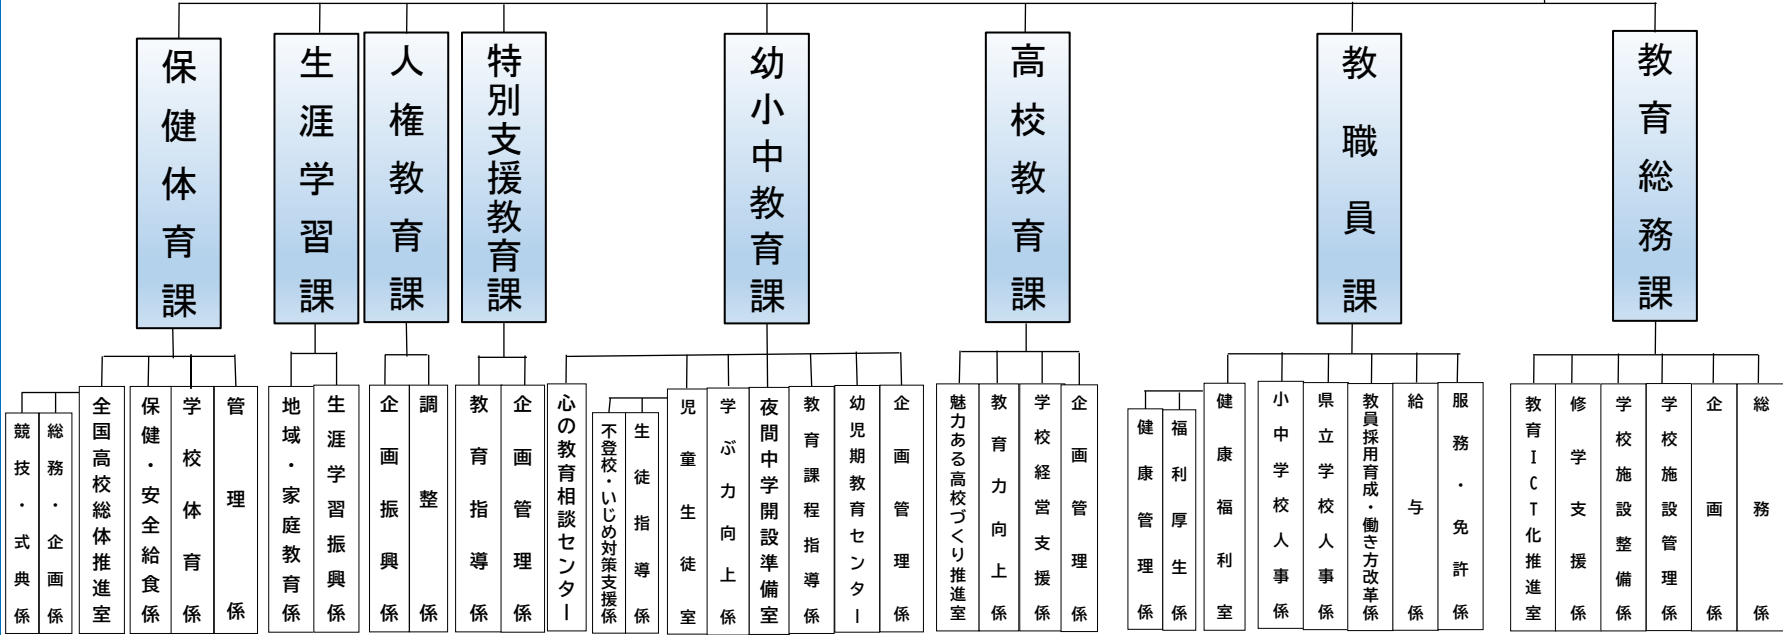 教育総務課
総務係
企画係
学校施設管理係
学校施設整備係
修学支援係
教育ICT化推進室
教職員課
服務・免許係
給与係
教員採用育成・働き方改革係
県立学校人事係
小中学校人事係
健康福利室
福利厚生係
健康管理係
高校教育課
企画管理係
学校経営支援係
教育力向上係
魅力ある高校づくり推進室
幼小中教育課
企画管理係
幼児期教育センター
教育課程指導係
夜間中学開設準備室
学ぶ力向上係
児童生徒室
生徒指導係
不登校・いじめ対策支援係
心の教育相談センター
特別支援教育課
企画管理係
教育指導係
人権教育課
調整係
企画振興係
生涯学習課
生涯学習振興係
地域・家庭教育係
保健体育課
管理係
学校体育係
保健・安全給食係
全国高校総体推進室
総務・企画係
競技・式典係